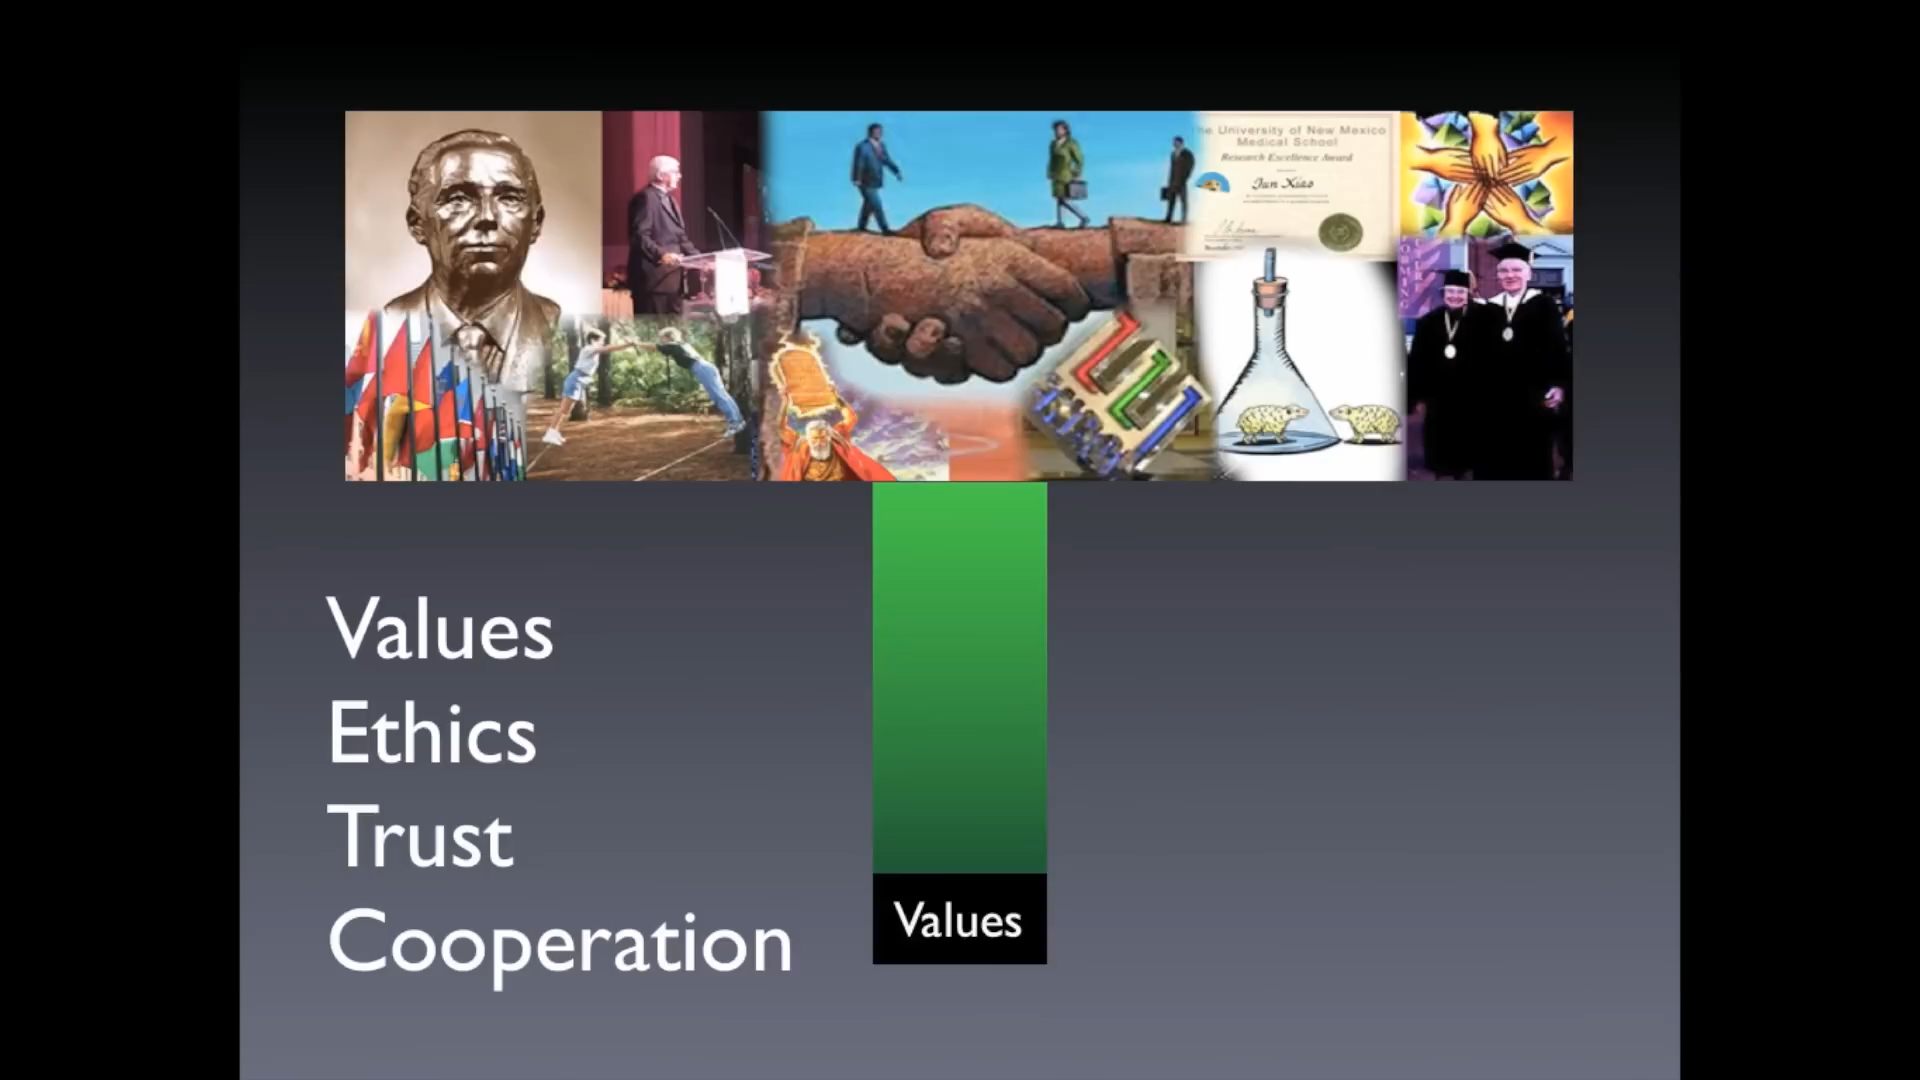 The University of New Mexico
Medical School
Research Excellence Award
Jun Xiao
Values
Ethics
Trust
Cooperation
Values